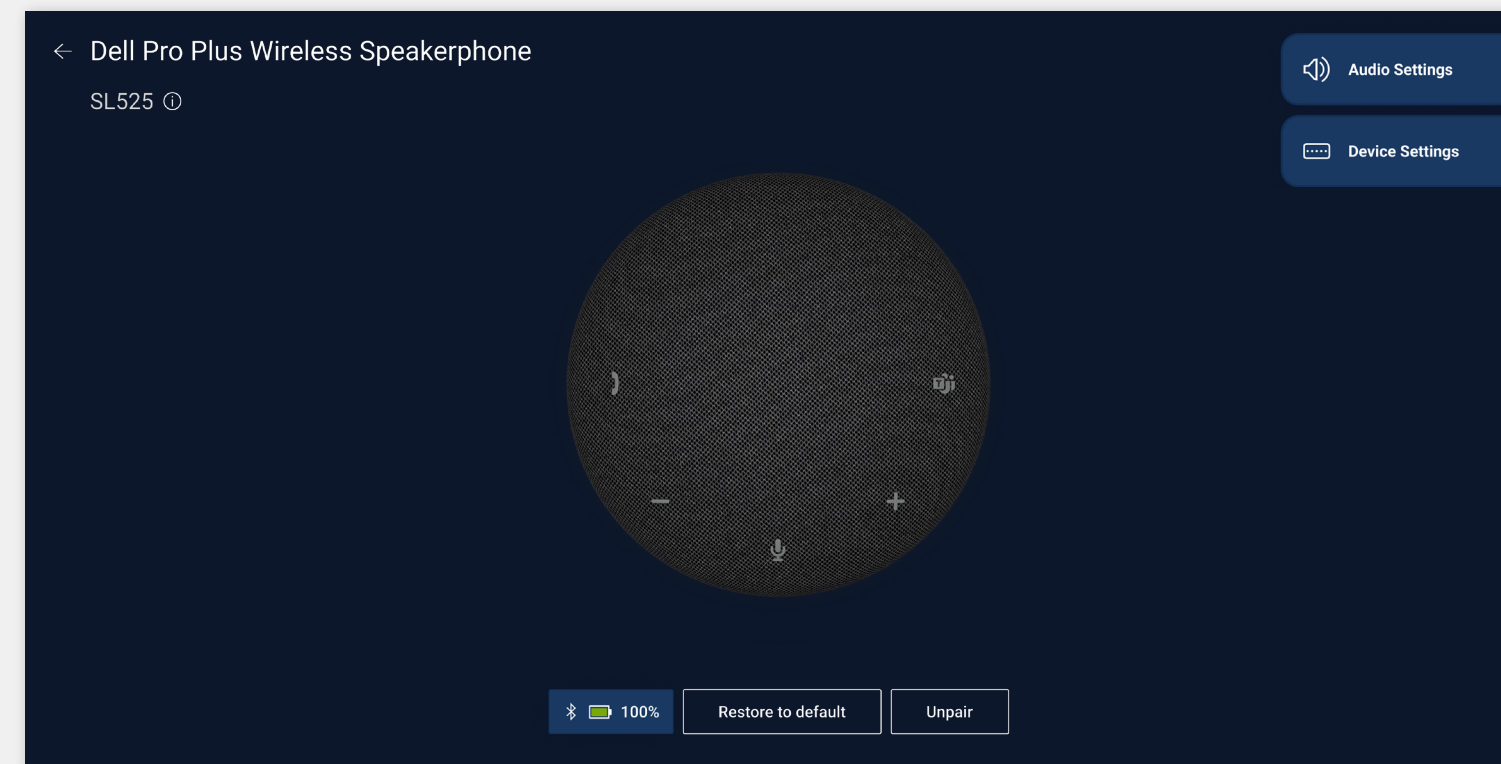 Dell Pro Plus Wireless Speakerphone
SL525
Audio Settings
Device Settings
100%
Restore to default
Unpair